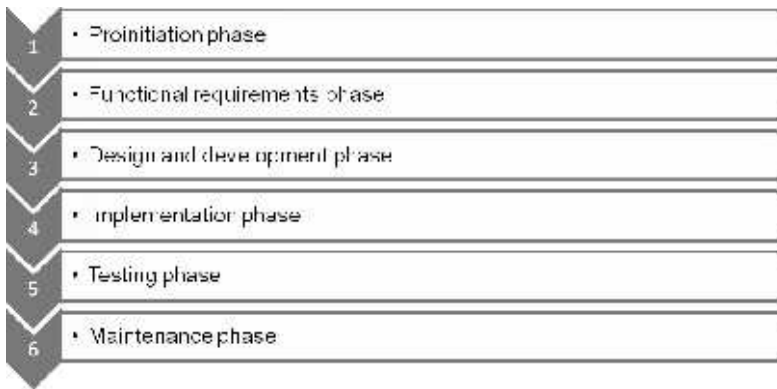 1
• Proinitiation phase
2
• Functional requirements phase
3
• Design and development phase
4
• Implementation phase
5
• Testing phase
6
• Maintenance phase